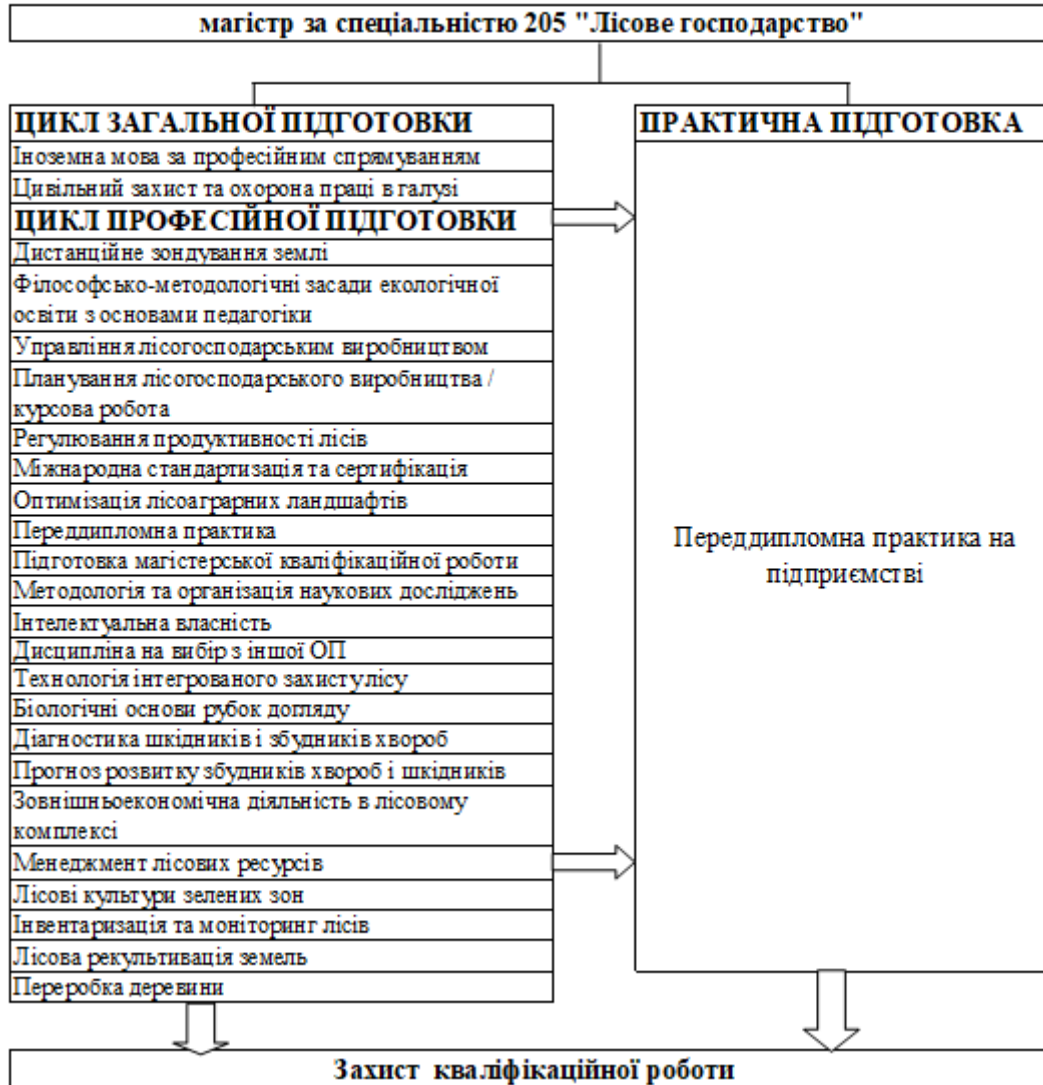 магістр за спеціальністю 205 "Лісове господарство"
ЦИКЛ ЗАГАЛЬНОЇ ПІДГОТОВКИ
Іноземна мова за професійним спрямуванням
Цивільний захист та охорона праці в галузі
ЦИКЛ ПРОФЕСІЙНОЇ ПІДГОТОВКИ
Дистанційне зондування землі
Філософсько-методологічні засади екологічної
освіти з основами педагогіки
Управління лісогосподарським виробництвом
Планування лісогосподарського виробництва /
курсова робота
Регулювання продуктивності лісів
Міжнародна стандартизація та сертифікація
Оптимізація лісоаграрних ландшафтів
Переддипломна практика
Підготовка магістерської кваліфікаційної роботи
Методологія та організація наукових досліджень
Інтелектуальна власність
Дисципліна на вибір з іншої ОП
Технологія інтегрованого захисту лісу
Біологічні основи рубок догляду
Діагностика шкідників і збудників хвороб
Прогноз розвитку збудників хвороб і шкідників
Зовнішньоекономічна діяльність в лісовому
комплексі
Менеджмент лісових ресурсів
Лісові культури зелених зон
Інвентаризація та моніторинг лісів
Лісова рекультивація земель
Переробка деревини
ПРАКТИЧНА ПІДГОТОВКА
Переддипломна практика на
підприємстві
Захист кваліфікаційної роботи